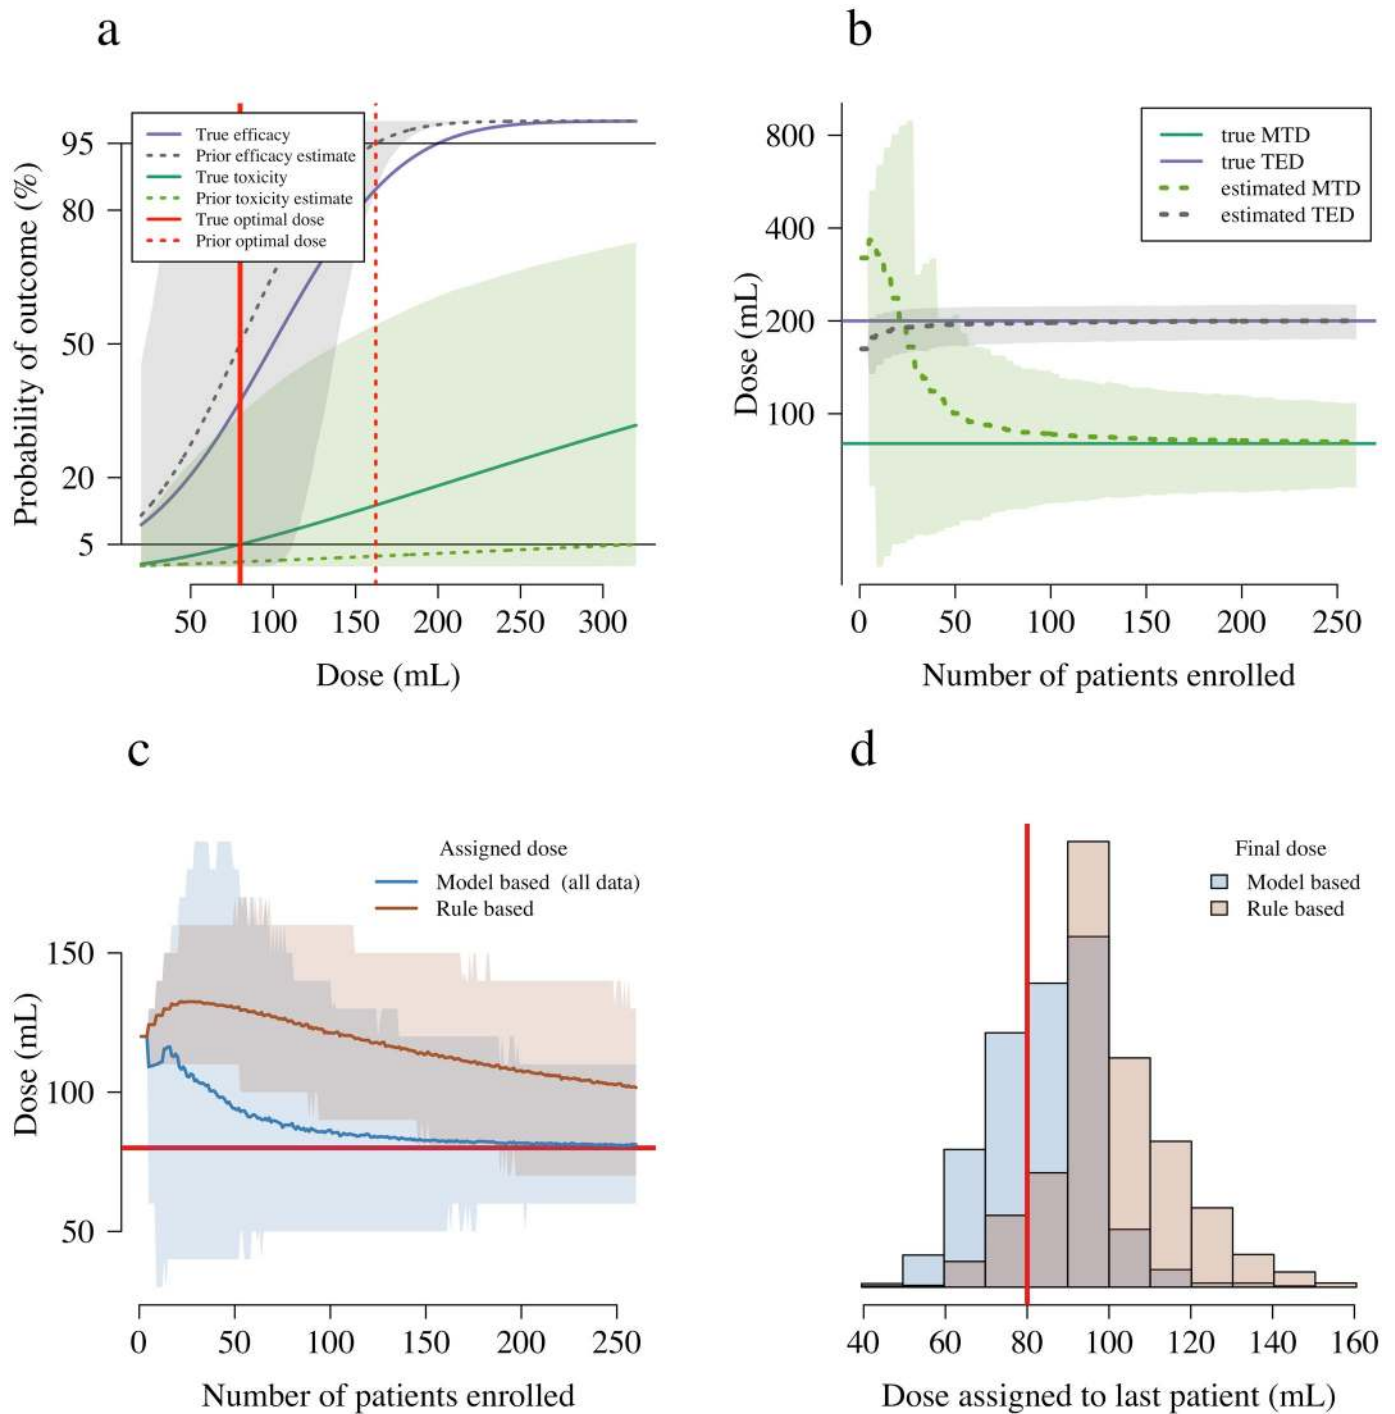 a
True efficacy
Prior efficacy estimate
True toxicity
Prior toxicity estimate
True optimal dose
Prior optimal dose
95
80
50
20
5
Probability of outcome (%)
50 100 150 200 250 300
Dose (mL)
b
true MTD
true TED
estimated MTD
estimated TED
800
400
200
100
Dose (mL)
0 50 100 150 200 250
Number of patients enrolled
c
Assigned dose
Model based (all data)
Rule based
150
100
50
Dose (mL)
0 50 100 150 200 250
Number of patients enrolled
d
Final dose
Model based
Rule based
40 60 80 100 120 140 160
Dose assigned to last patient (mL)